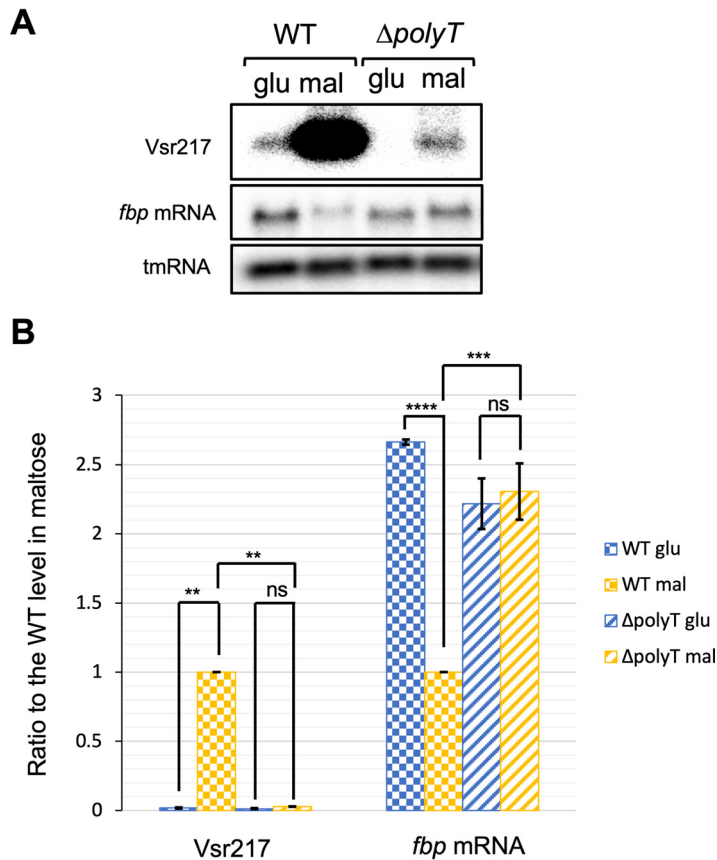 A
WT ΔpolyT
glu mal glu mal
Vsr217
fbp mRNA
tmRNA
B
Ratio to the WT level in maltose
3
2.5
2
1.5
1
0.5
0
**
**
ns
****
***
ns
Vsr217 fbp mRNA
WT glu
WT mal
ΔpolyT glu
ΔpolyT mal